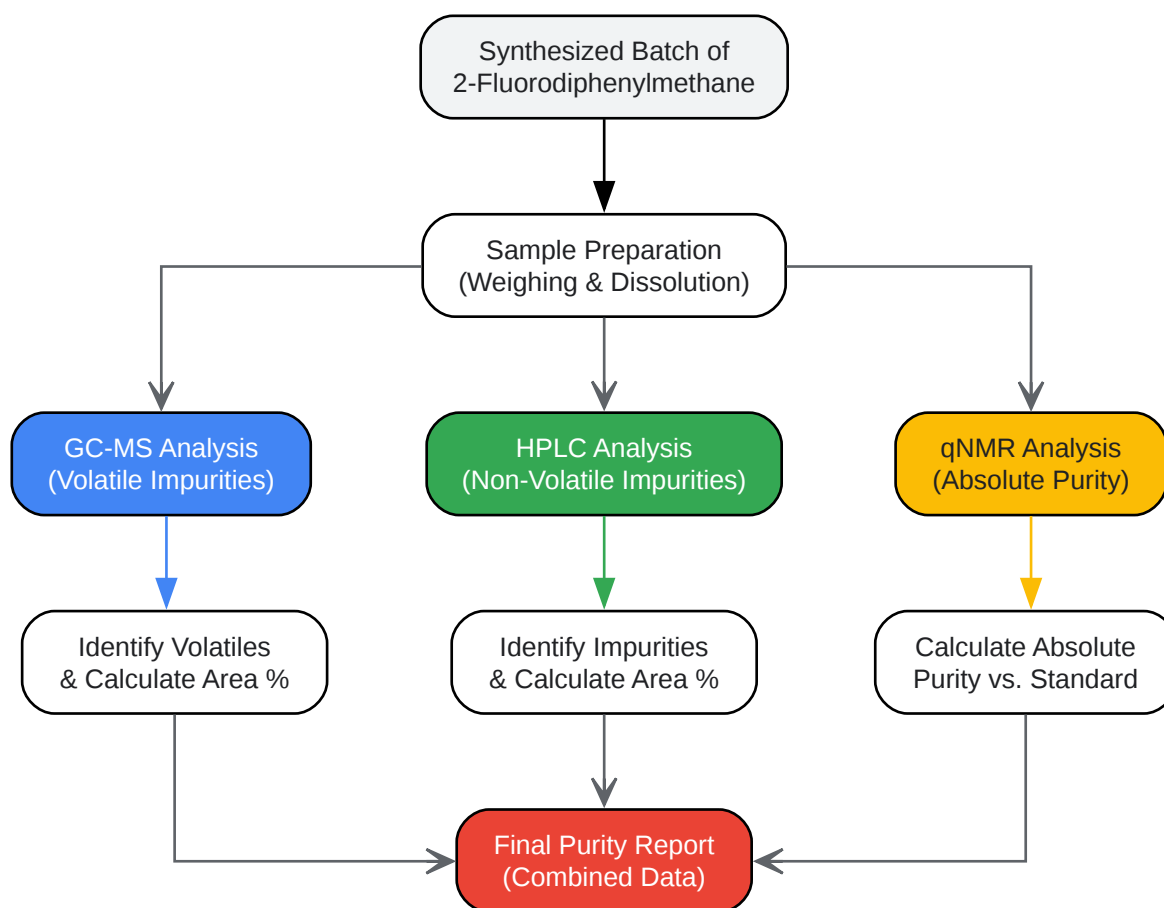 Synthesized Batch of
2-Fluorodiphenylmethane
Sample Preparation
(Weighing & Dissolution)
GC-MS Analysis
(Volatile Impurities)
HPLC Analysis
(Non-Volatile Impurities)
qNMR Analysis
(Absolute Purity)
Identify Volatiles
& Calculate Area %
Identify Impurities
& Calculate Area %
Calculate Absolute
Purity vs. Standard
Final Purity Report
(Combined Data)